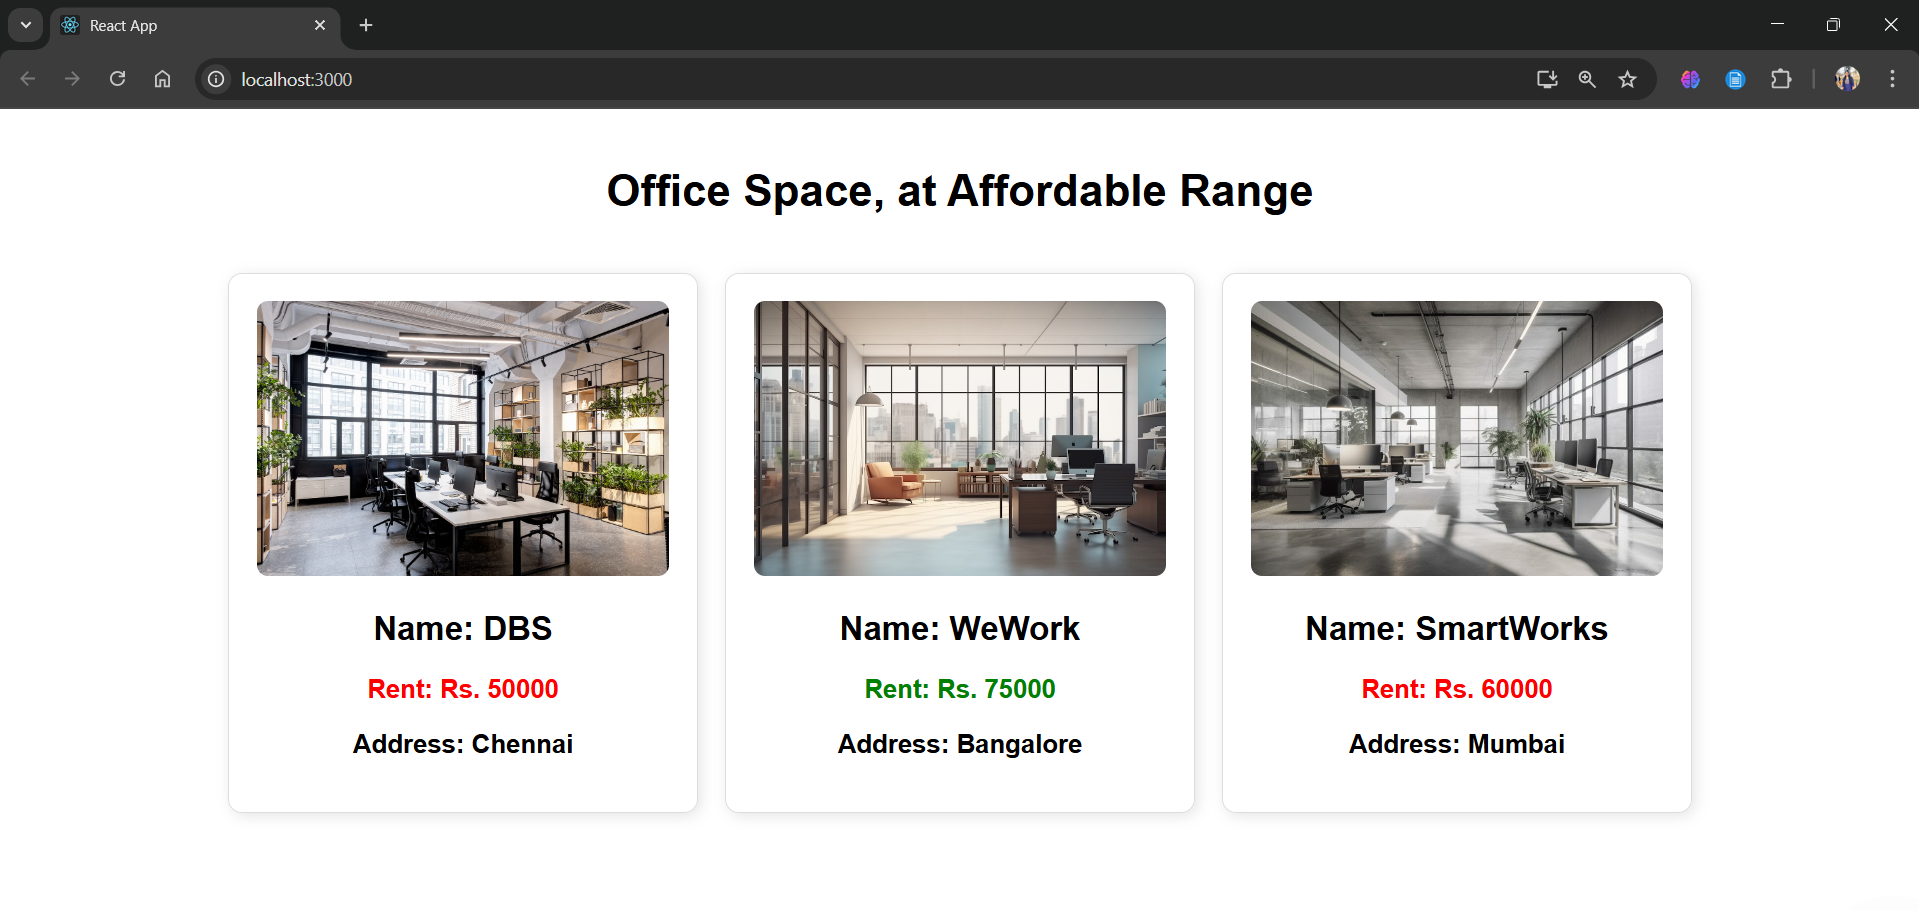 React App
localhost:3000
Office Space, at Affordable Range
Name: DBS
Rent: Rs. 50000
Address: Chennai
Name: WeWork
Rent: Rs. 75000
Address: Bangalore
Name: SmartWorks
Rent: Rs. 60000
Address: Mumbai